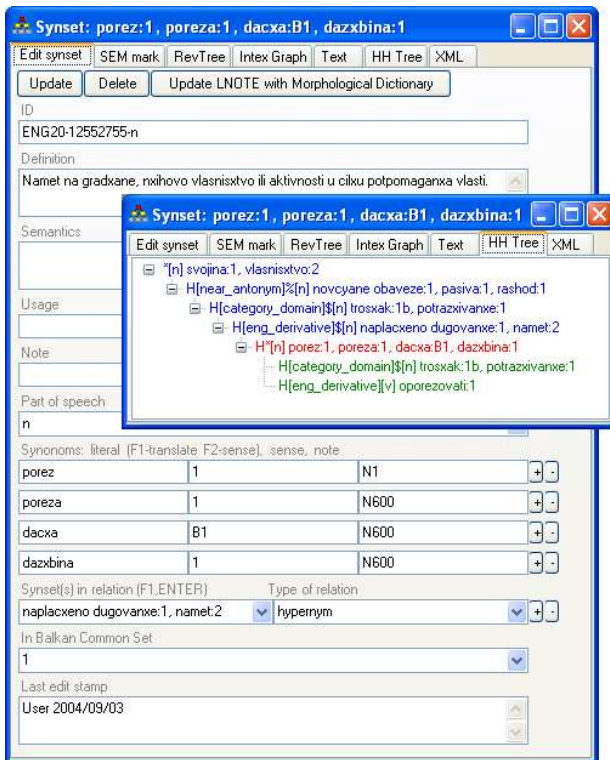 Synset: porez:1, poreza:1, dacxa:B1, dazxbina:1
Edit synset SEM mark RevTree Intex Graph Text HH Tree XML
Update Delete Update LNOTE with Morphological Dictionary
ID
ENG20-12552755-n
Definition
Namet na gradxane, nxihovo vlasnisxtvo ili aktivnosti u cilxu potpomaganxa vlasti.
Semantics
Usage
Note
Part of speech
n
Synset: porez:1, poreza:1, dacxa:B1, dazxbina:1
Edit synset SEM mark RevTree Intex Graph Text HH Tree XML
*[n] svojina:1, vlasnisxtvo:2
H[near_antonym]%[n] novcyane obaveze:1, pasiva:1, rashod:1
H[category_domain]$[n] trosxak:1b, potrazxivanxe:1
H[eng_derivative]$[n] naplacxeno dugovanxe:1, namet:2
H*[n] porez:1, poreza:1, dacxa:B1, dazxbina:1
H[category_domain]$[n] trosxak:1b, potrazxivanxe:1
H[eng_derivative][v] oporezovati:1
Synonoms: literal (F1-translate F2-sense), sense, note
porez 1 N1 + -
poreza 1 N600 + -
dacxa B1 N600 + -
dazxbina 1 N600 + -
Synset(s) in relation (F1,ENTER) Type of relation
naplacxeno dugovanxe:1, namet:2 hypernym + -
In Balkan Common Set
1
Last edit stamp
User 2004/09/03